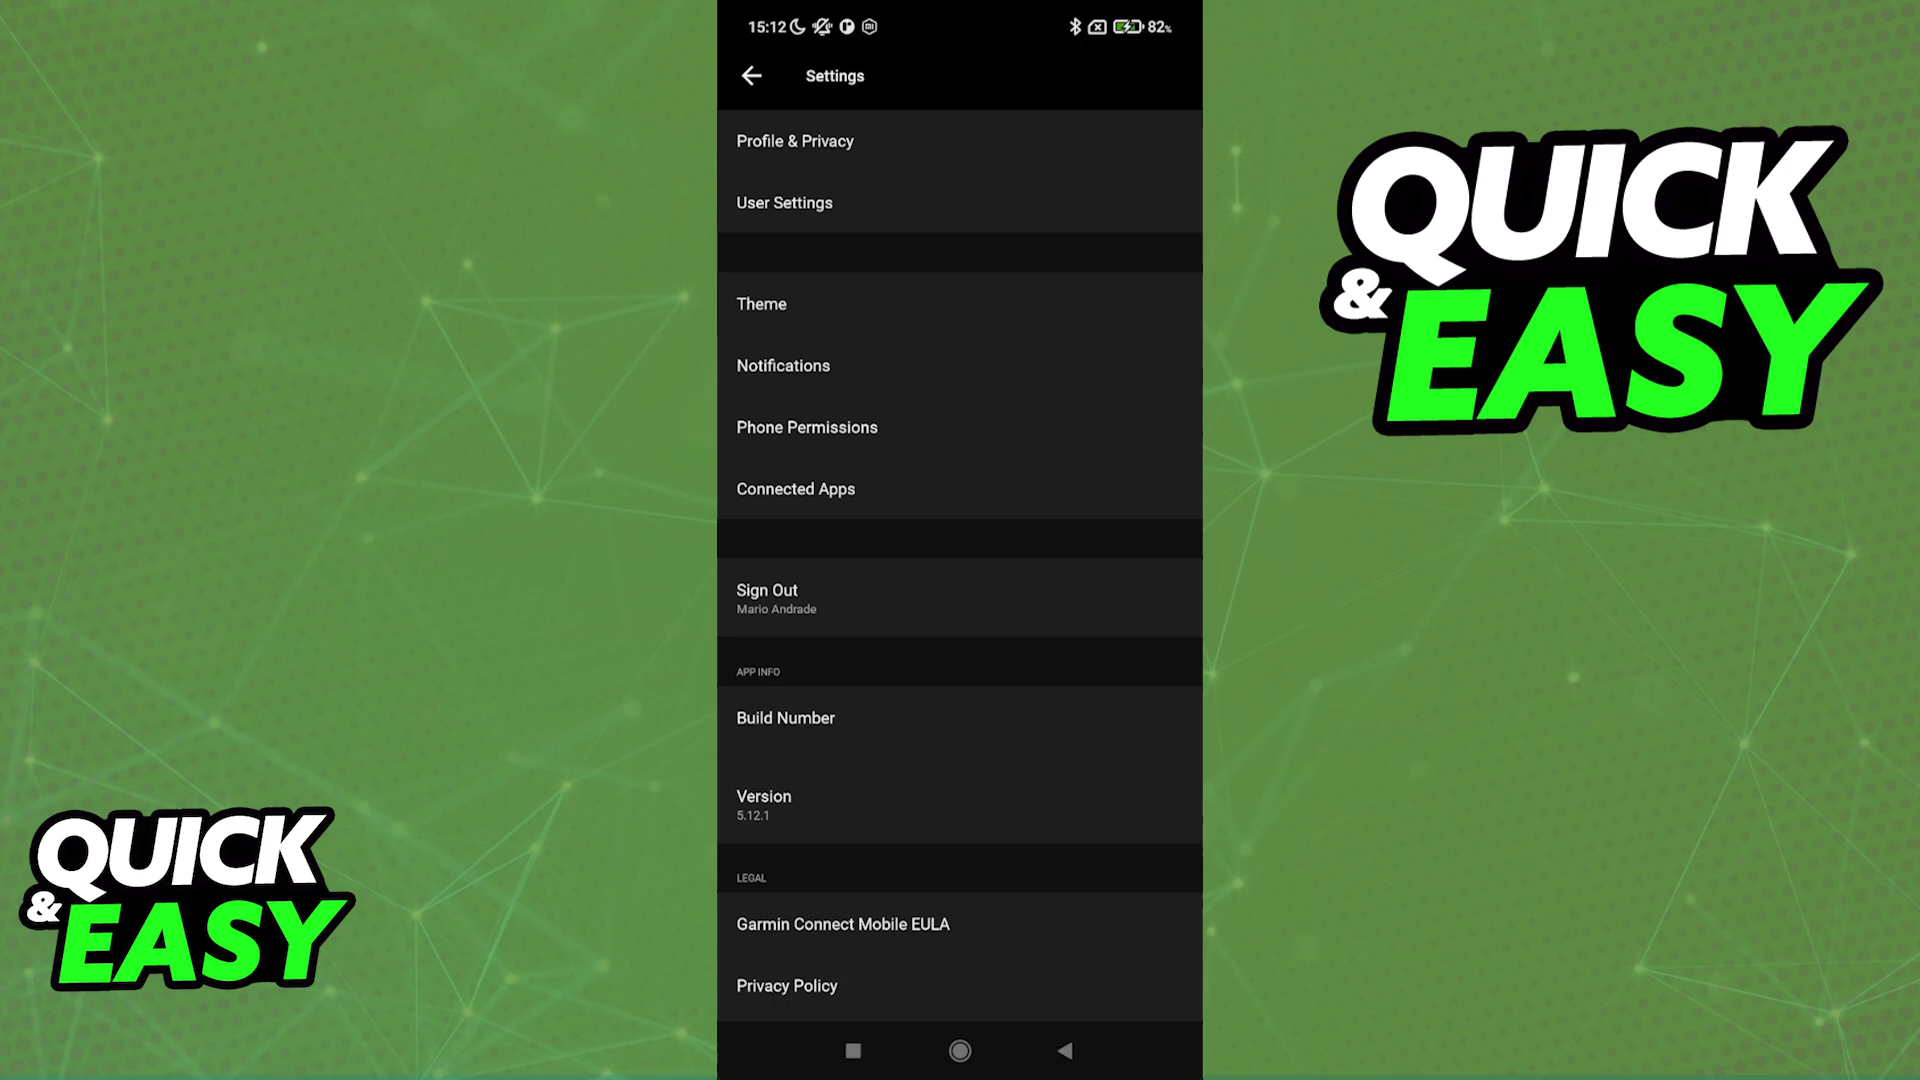 15:12
82%
Settings
Profile & Privacy
User Settings
Theme
Notifications
Phone Permissions
Connected Apps
Sign Out
Mario Andrade
APP INFO
Build Number
Version
5.12.1
LEGAL
Garmin Connect Mobile EULA
Privacy Policy
QUICK
& EASY
QUICK
& EASY